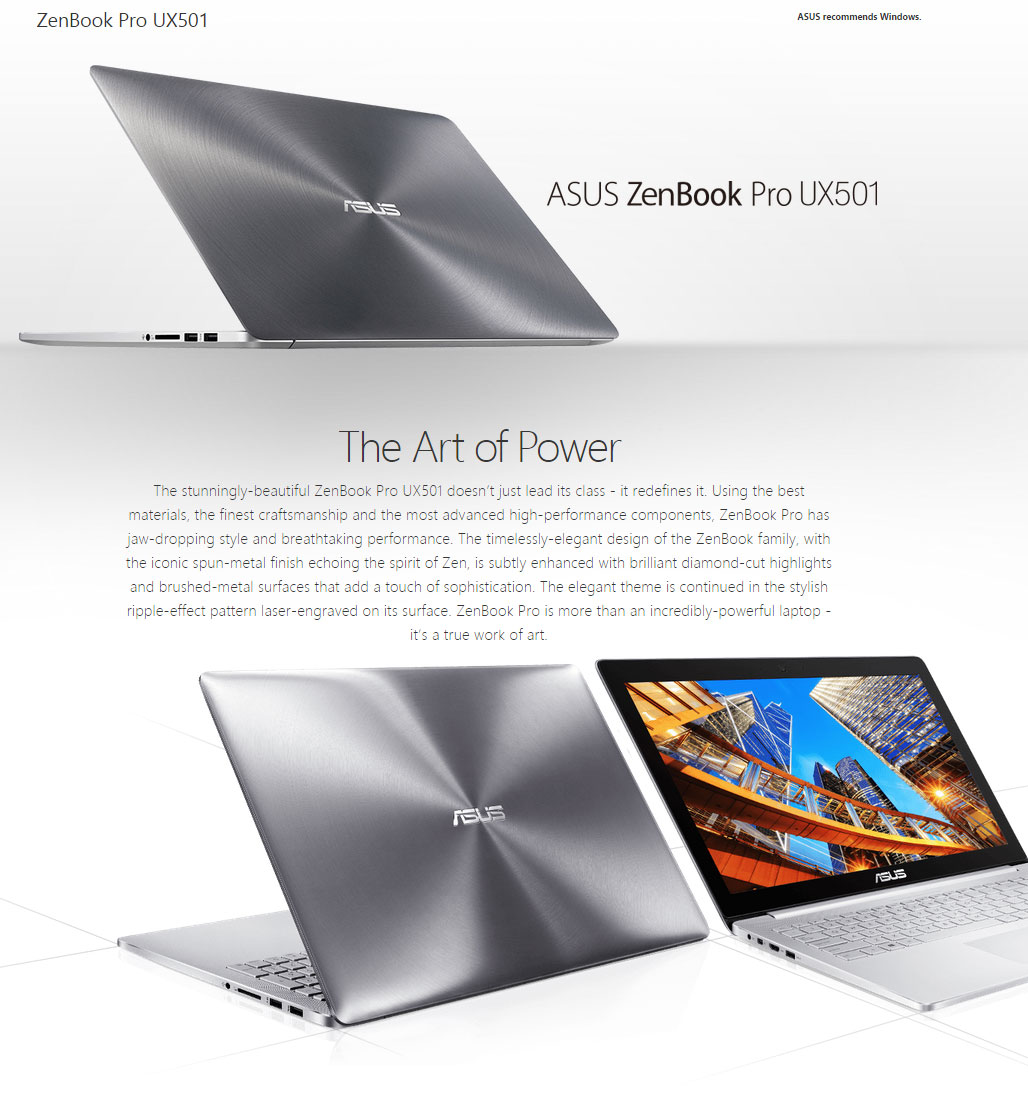 ZenBook Pro UX501
ASUS recommends Windows.
ASUS
ASUS ZenBook Pro UX501
The Art of Power
The stunningly-beautiful ZenBook Pro UX501 doesn't just lead its class - it redefines it. Using the best
materials, the finest craftsmanship and the most advanced high-performance components, ZenBook Pro has
jaw-dropping style and breathtaking performance. The timelessly-elegant design of the ZenBook family, with
the iconic spun-metal finish echoing the spirit of Zen, is subtly enhanced with brilliant diamond-cut highlights
and brushed-metal surfaces that add a touch of sophistication. The elegant theme is continued in the stylish
ripple-effect pattern laser-engraved on its surface. ZenBook Pro is more than an incredibly-powerful laptop -
it's a true work of art.
ASUS
ASUS